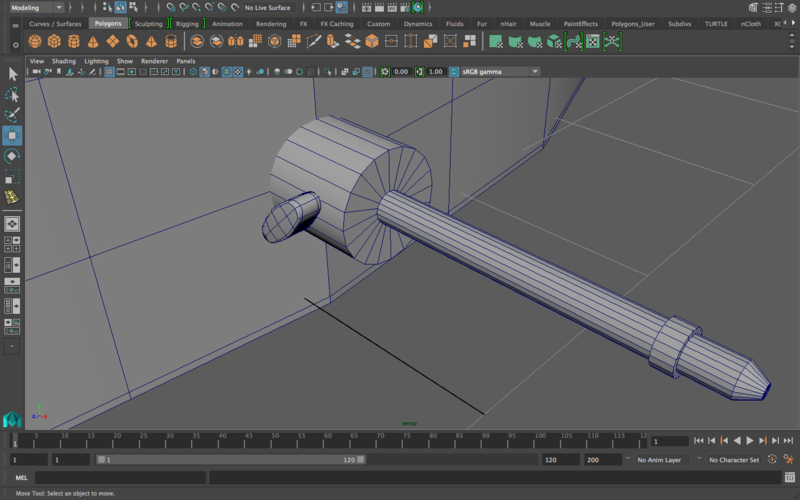 Modeling No Live Surface
Curves / Surfaces Polygons Sculpting Rigging Animation Rendering FX FX Caching Custom Dynamics Fluids Fur nHair Muscle PaintEffects Polygons_User Subdivs TURTLE nCloth
View Shading Lighting Show Renderer Panels
0.00 1.00 sRGB gamma
persp
1 5 10 15 20 25 30 35 40 45 50 55 60 65 70 75 80 85 90 95 100 105 110 115 12 1
1 1 1 120 120 200 No Anim Layer No Character Set
MEL
Move Tool: Select an object to move.